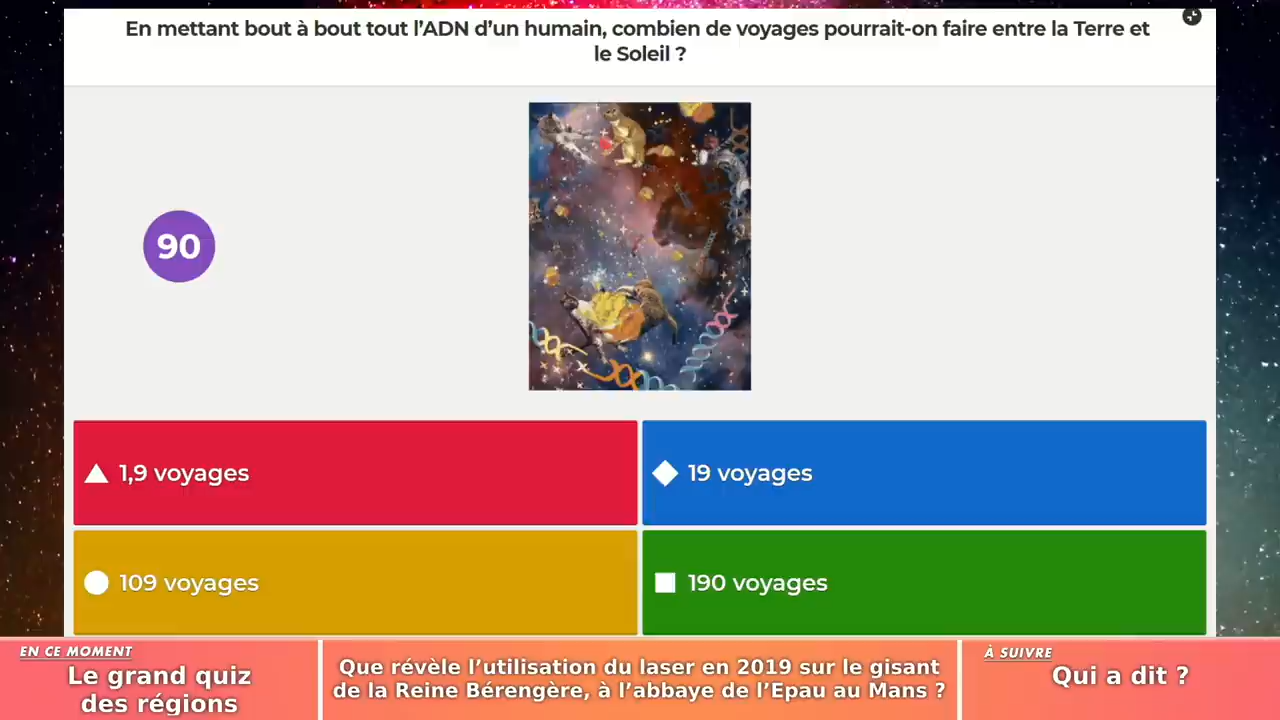 En mettant bout à bout tout l’ADN d’un humain, combien de voyages pourrait-on faire entre la Terre et
le Soleil ?
90
1,9 voyages
19 voyages
109 voyages
190 voyages
EN CE MOMENT
Le grand quiz
des régions
Que révèle l’utilisation du laser en 2019 sur le gisant
de la Reine Bérengère, à l’abbaye de l’Epau au Mans ?
À SUIVRE
Qui a dit ?